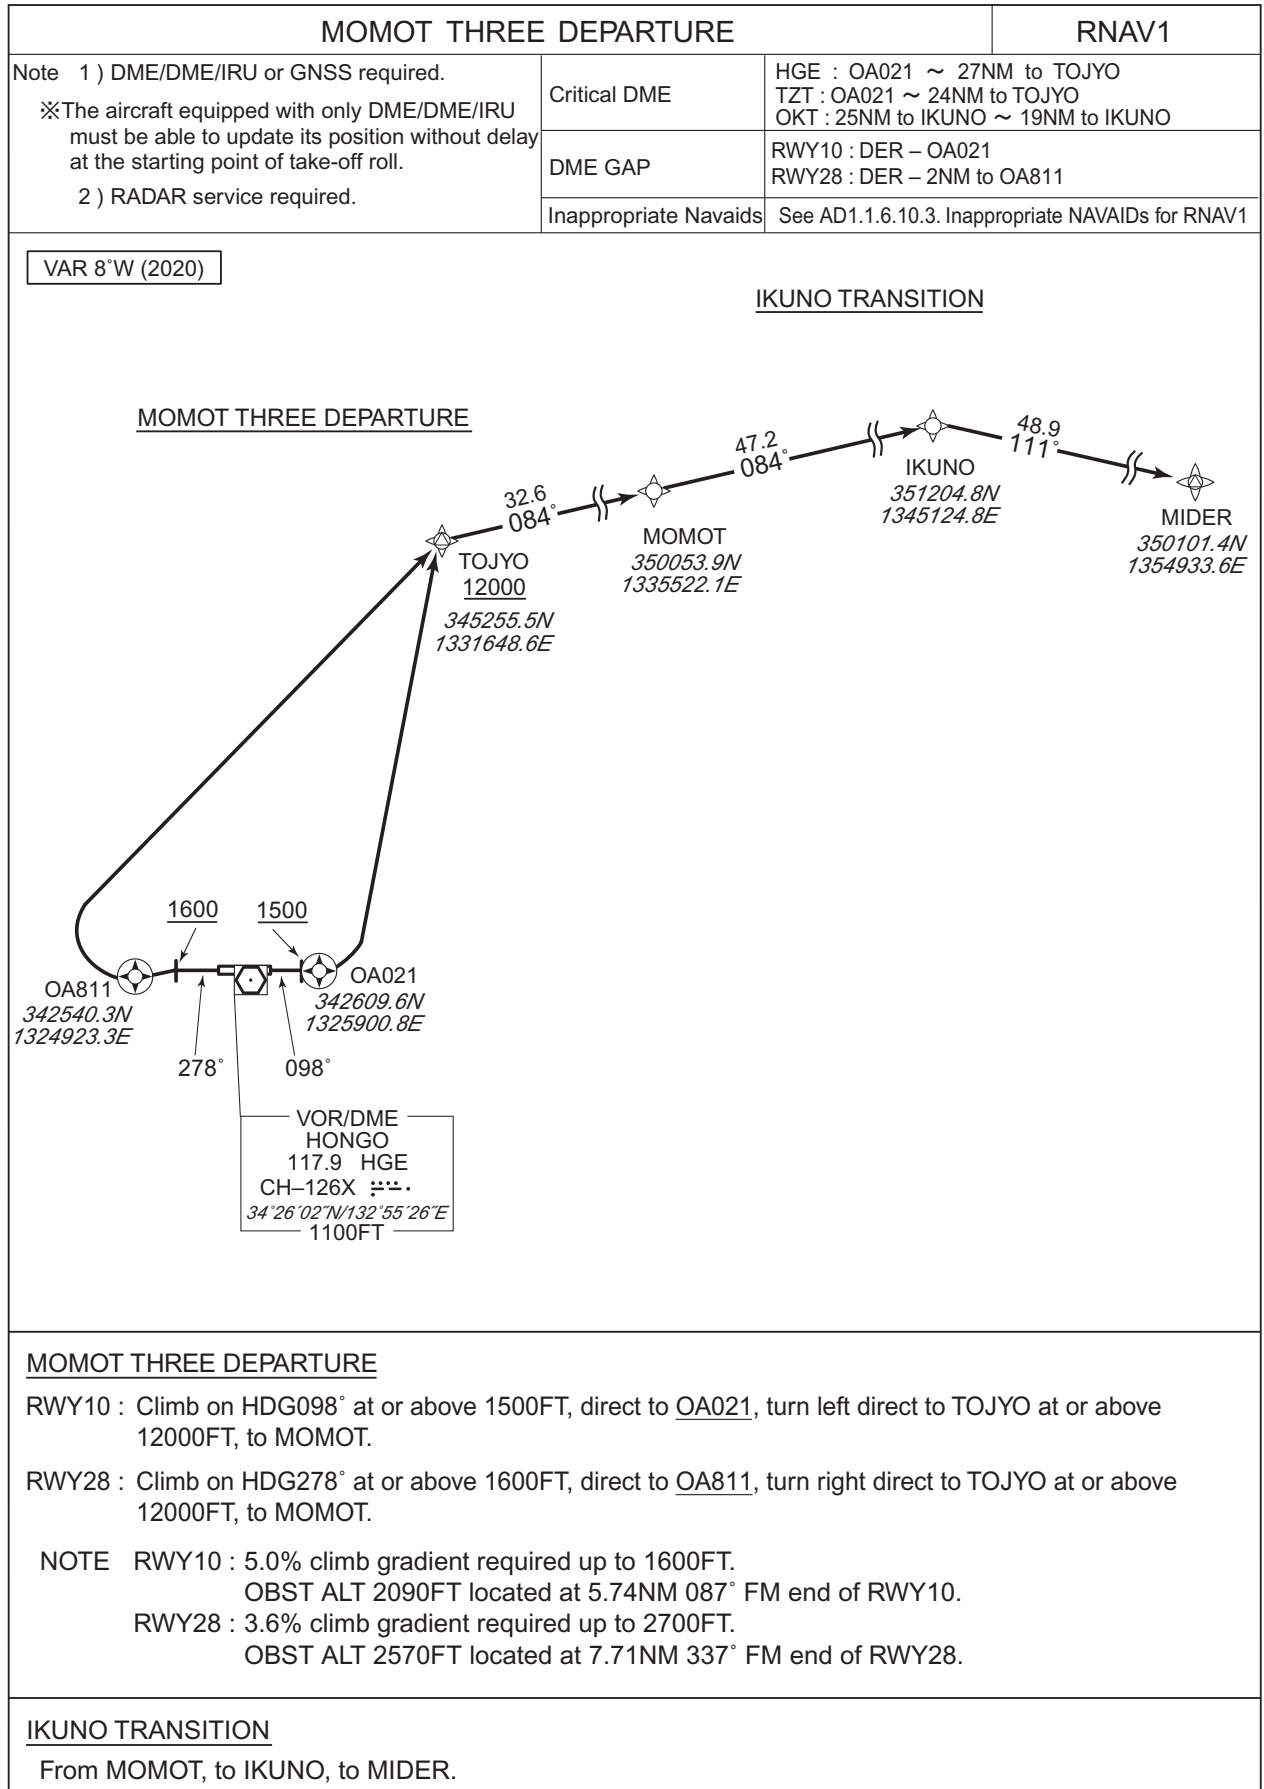 MOMOT THREE DEPARTURE
RNAV1
Note 1 ) DME/DME/IRU or GNSS required.
※The aircraft equipped with only DME/DME/IRU
must be able to update its position without delay
at the starting point of take-off roll.
2 ) RADAR service required.
Critical DME
HGE : OA021 ～ 27NM to TOJYO
TZT : OA021 ～ 24NM to TOJYO
OKT : 25NM to IKUNO ～ 19NM to IKUNO
DME GAP
RWY10 : DER – OA021
RWY28 : DER – 2NM to OA811
Inappropriate Navaids
See AD1.1.6.10.3. Inappropriate NAVAIDs for RNAV1
VAR 8˚W (2020)
IKUNO TRANSITION
MOMOT THREE DEPARTURE
47.2
084˚
48.9
111˚
IKUNO
351204.8N
1345124.8E
32.6
084˚
MOMOT
350053.9N
1335522.1E
MIDER
350101.4N
1354933.6E
TOJYO
12000
345255.5N
1331648.6E
1600
1500
OA811
342540.3N
1324923.3E
OA021
342609.6N
1325900.8E
278˚
098˚
VOR/DME
HONGO
117.9 HGE
CH–126X
34˚26´02˝N/132˚55´26˝E
1100FT
MOMOT THREE DEPARTURE
RWY10 : Climb on HDG098˚ at or above 1500FT, direct to OA021, turn left direct to TOJYO at or above
12000FT, to MOMOT.
RWY28 : Climb on HDG278˚ at or above 1600FT, direct to OA811, turn right direct to TOJYO at or above
12000FT, to MOMOT.
NOTE RWY10 : 5.0% climb gradient required up to 1600FT.
OBST ALT 2090FT located at 5.74NM 087˚ FM end of RWY10.
RWY28 : 3.6% climb gradient required up to 2700FT.
OBST ALT 2570FT located at 7.71NM 337˚ FM end of RWY28.
IKUNO TRANSITION
From MOMOT, to IKUNO, to MIDER.